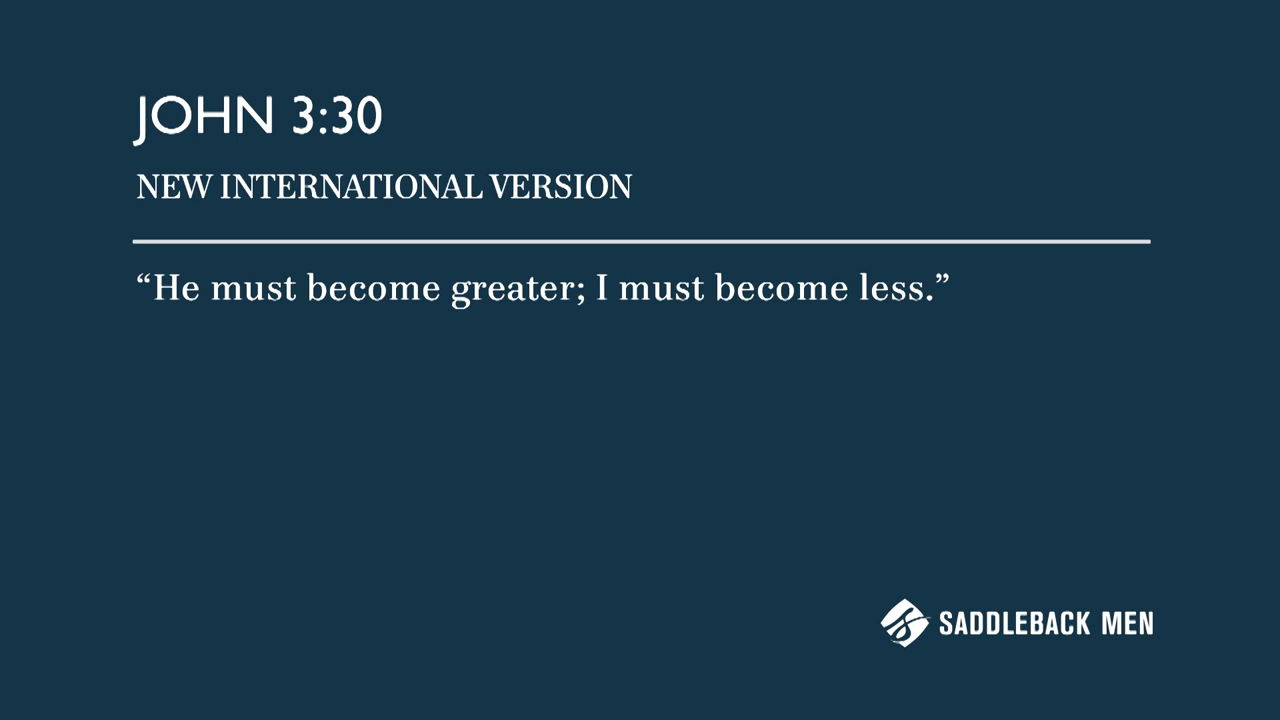 JOHN 3:30
NEW INTERNATIONAL VERSION
“He must become greater; I must become less.”
SADDLEBACK MEN